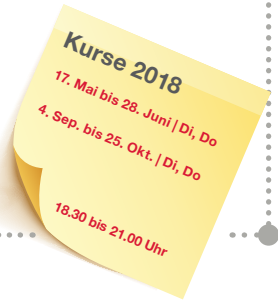 Kurse 2018
17. Mai bis 28. Juni | Di, Do
4. Sep. bis 25. Okt. | Di, Do
18.30 bis 21.00 Uhr